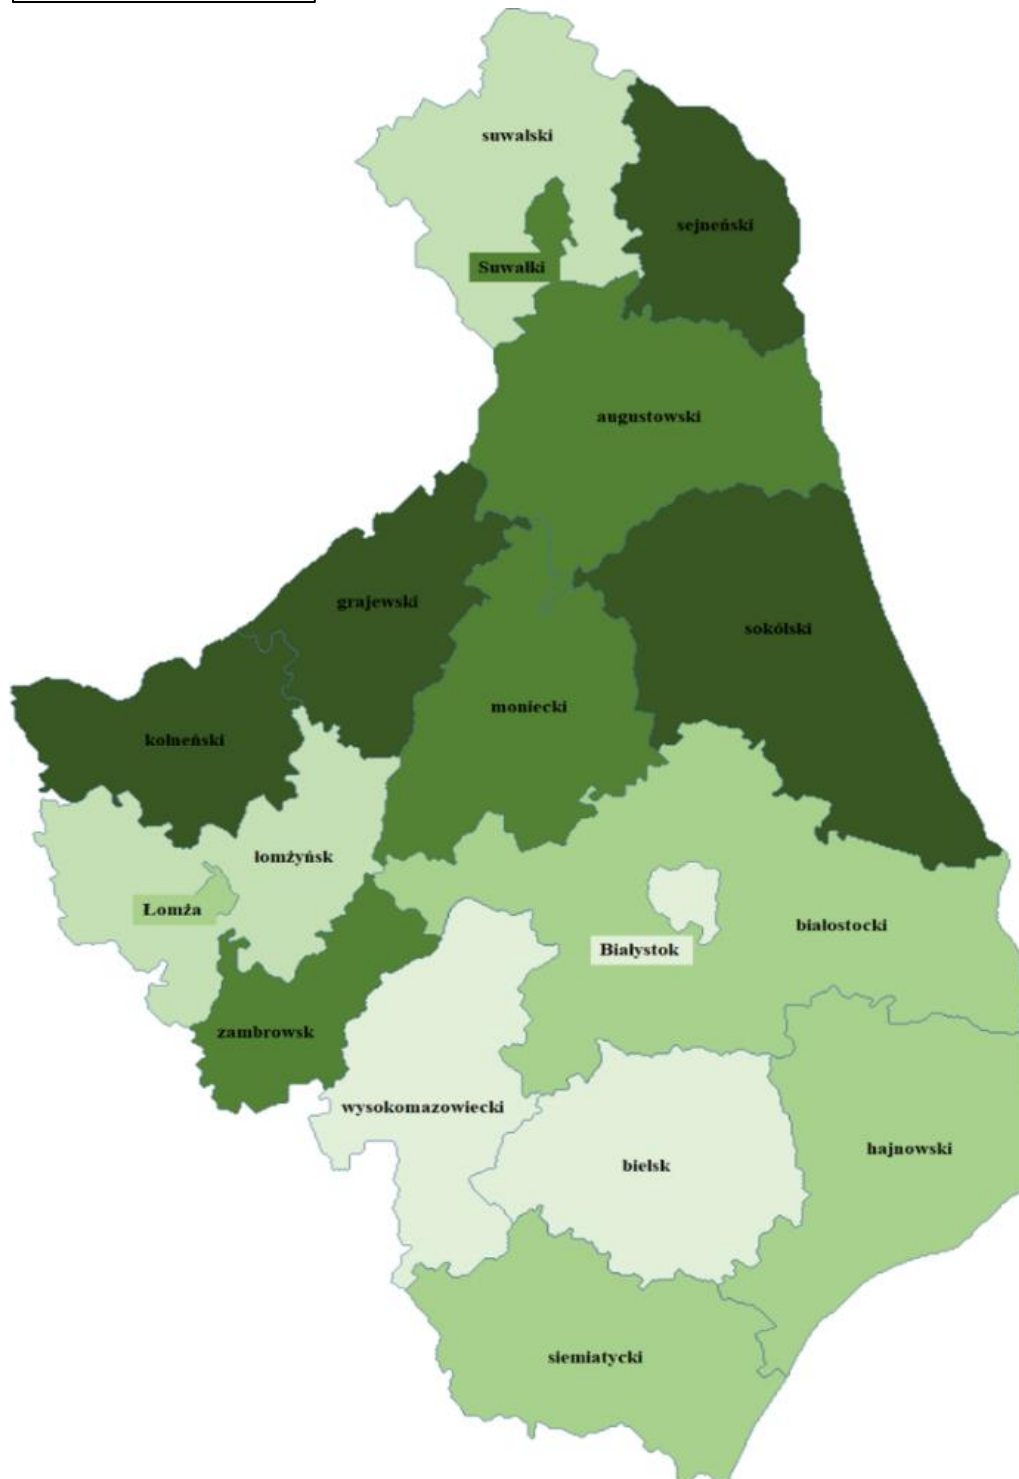 suwalski
sejneński
Suwałki
augustowski
grajewski
sokólski
moniecki
kolneński
łomżyńsk
Łomża
białostocki
Białystok
zambrowsk
wysokomazowiecki
hajnowski
bielsk
siemiatycki